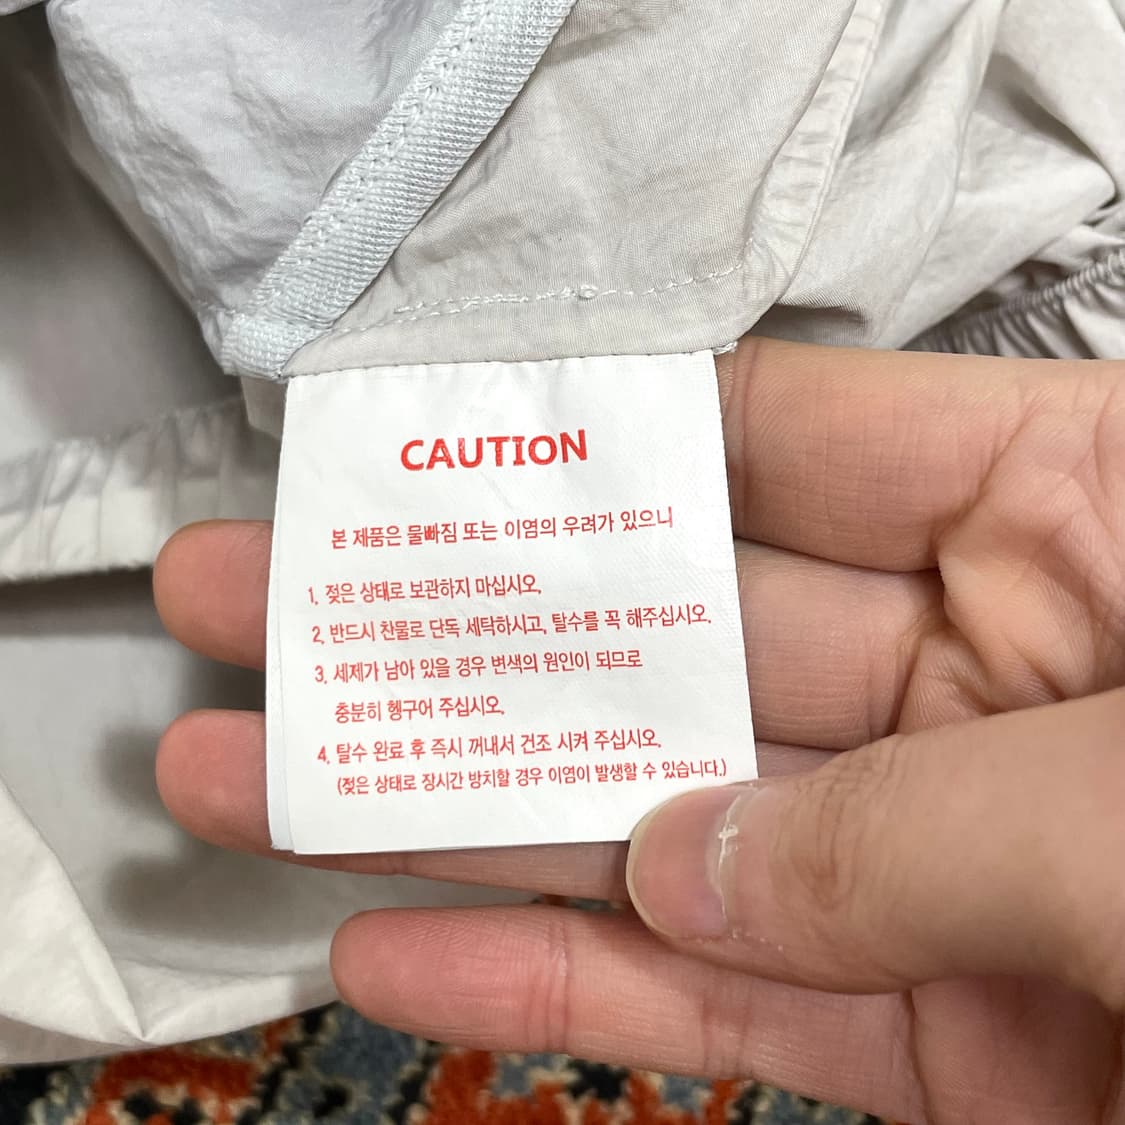 CAUTION
본 제품은 물빠짐 또는 이염의 우려가 있으니
1. 젖은 상태로 보관하지 마십시오.
2. 반드시 찬물로 단독 세탁하시고, 탈수를 꼭 해주십시오.
3. 세제가 남아 있을 경우 변색의 원인이 되므로
충분히 헹구어 주십시오.
4. 탈수 완료 후 즉시 꺼내서 건조 시켜 주십시오.
(젖은 상태로 장시간 방치할 경우 이염이 발생할 수 있습니다.)